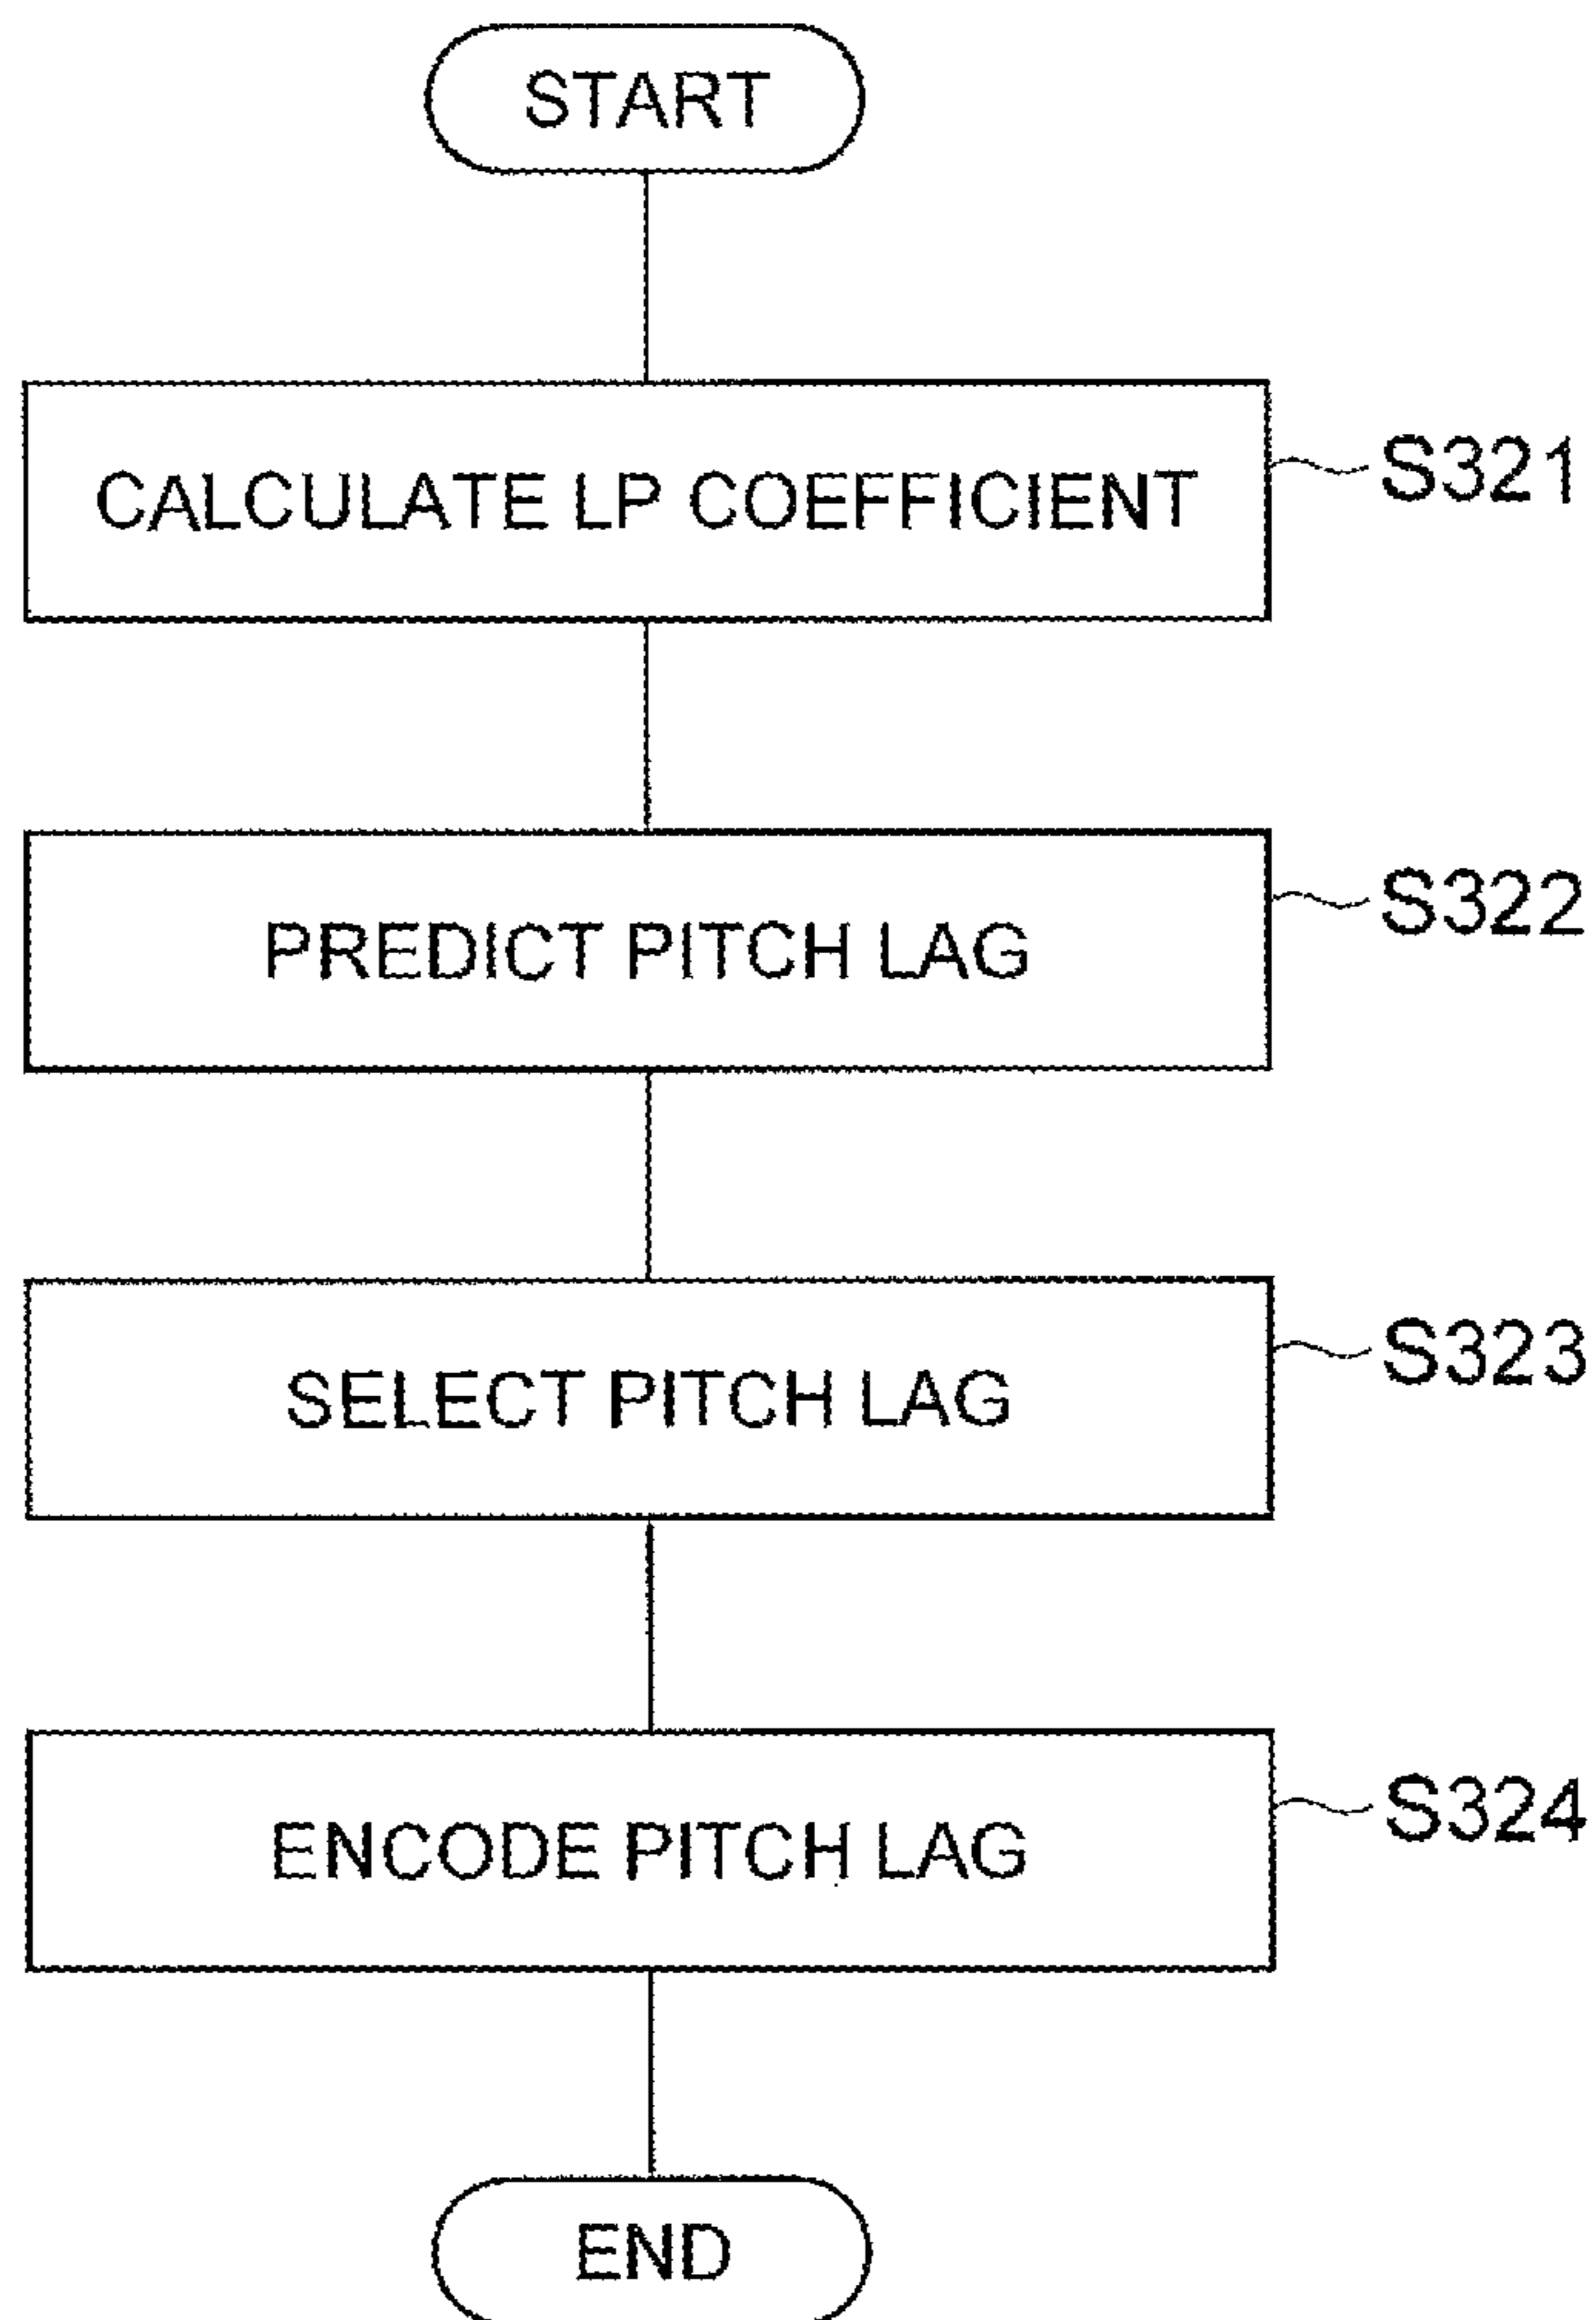 START
CALCULATE LP COEFFICIENT
S321
PREDICT PITCH LAG
S322
SELECT PITCH LAG
S323
ENCODE PITCH LAG
S324
END